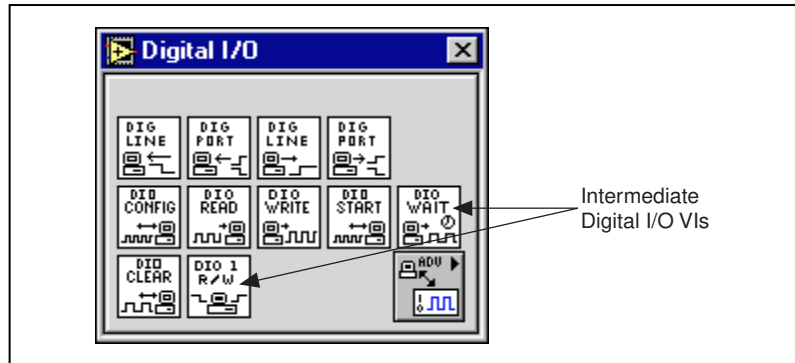 Digital I/O
DIG LINE
DIG PORT
DIG LINE
DIG PORT
DIO CONFIG
DIO READ
DIO WRITE
DIO START
DIO WAIT
DIO CLEAR
DIO 1 R/W
ADV
Intermediate
Digital I/O VIs